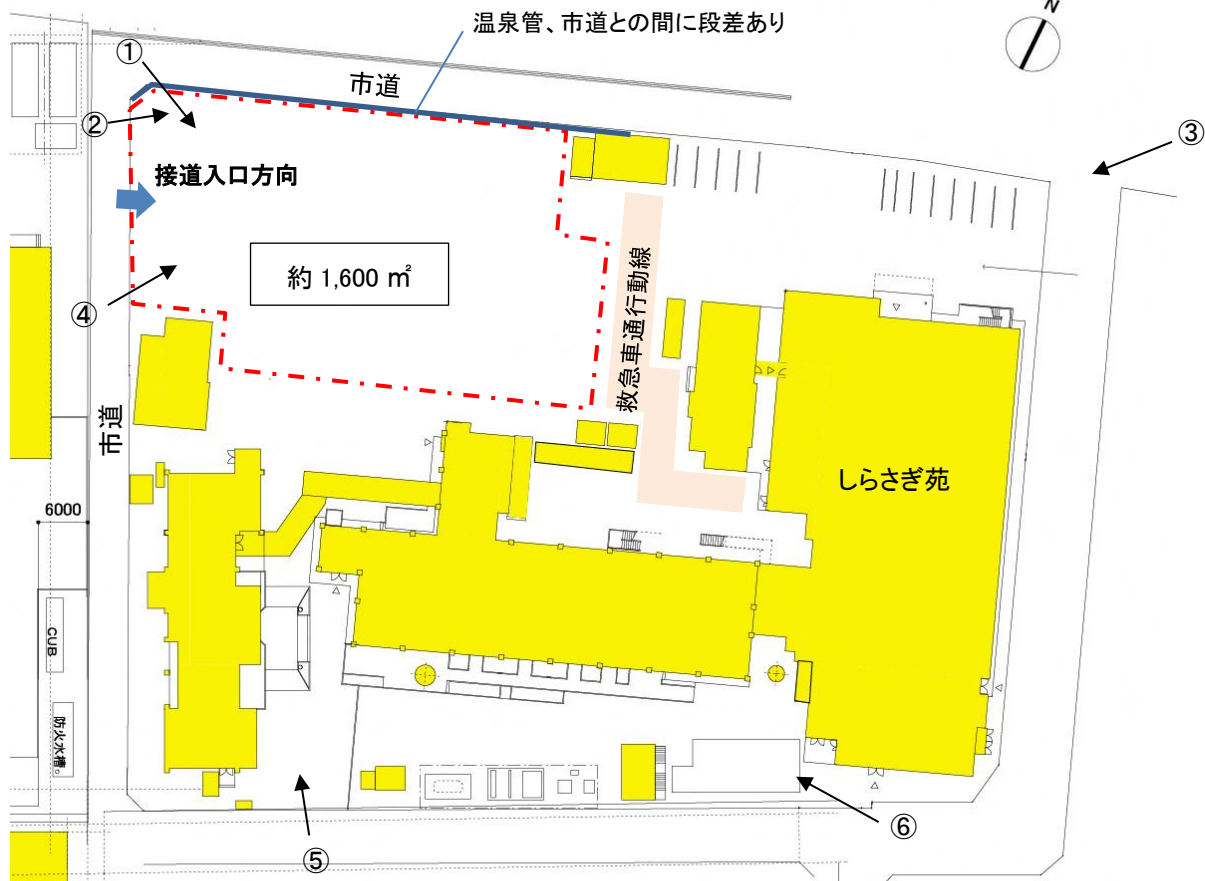 N
温泉管、市道との間に段差あり
①
市道
②
③
接道入口方向
約 1,600 ㎡
④
救急車通行動線
市道
しらさぎ苑
6000
CUB
防火水槽。
⑤
⑥